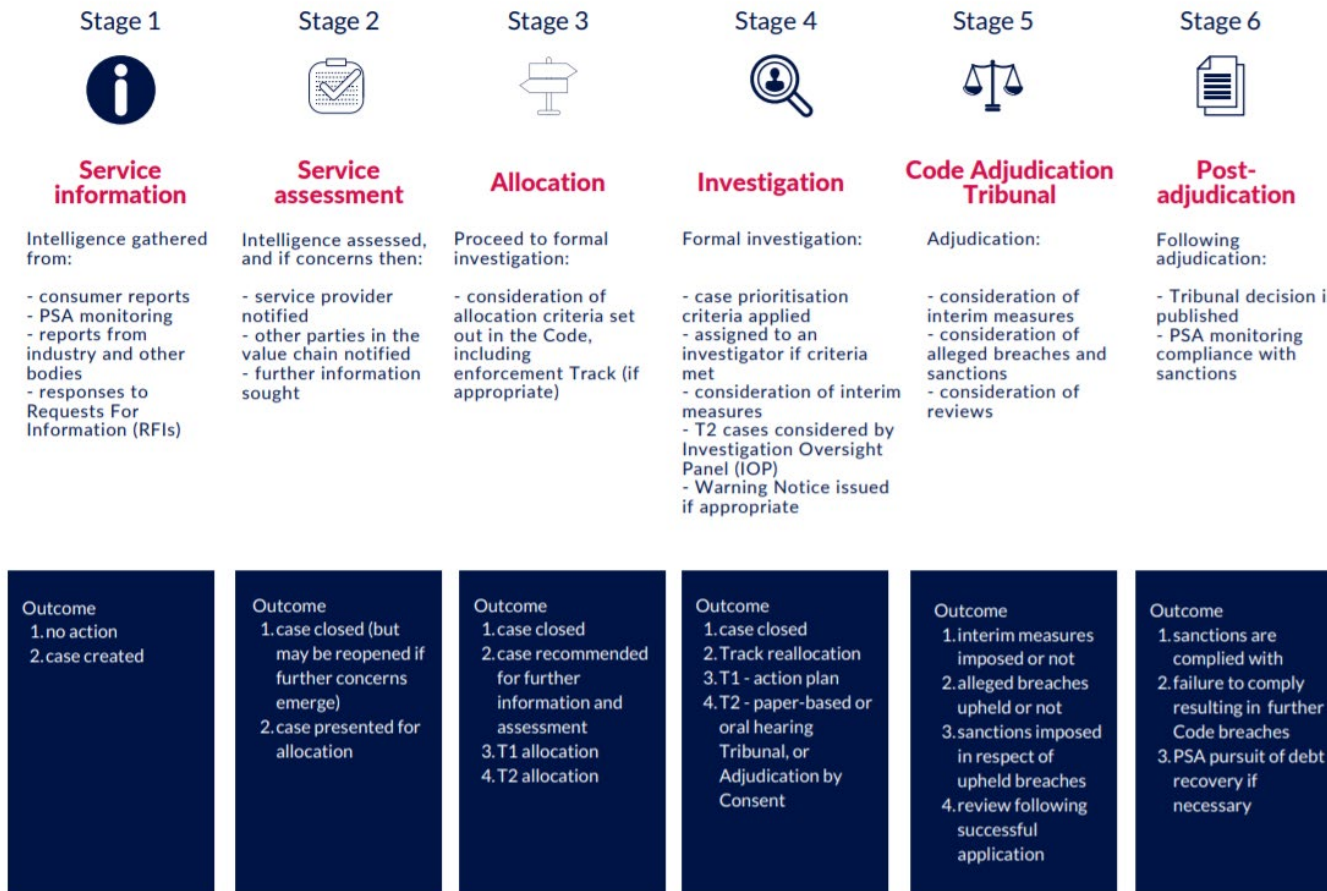 Stage 1
Service
information
Intelligence gathered
from:
- consumer reports
- PSA monitoring
- reports from
industry and other
bodies
- responses to
Requests For
Information (RFIs)
Outcome
1. no action
2. case created
Stage 2
Service
assessment
Intelligence assessed,
and if concerns then:
- service provider
notified
- other parties in the
value chain notified
- further information
sought
Outcome
1. case closed (but
may be reopened if
further concerns
emerge)
2. case presented for
allocation
Stage 3
Allocation
Proceed to formal
investigation:
- consideration of
allocation criteria set
out in the Code,
including
enforcement Track (if
appropriate)
Outcome
1. case closed
2. case recommended
for further
information and
assessment
3. T1 allocation
4. T2 allocation
Stage 4
Investigation
Formal investigation:
- case prioritisation
criteria applied
- assigned to an
investigator if criteria
met
- consideration of interim
measures
- T2 cases considered by
Investigation Oversight
Panel (IOP)
- Warning Notice issued
if appropriate
Outcome
1. case closed
2. Track reallocation
3. T1 - action plan
4. T2 - paper-based or
oral hearing
Tribunal, or
Adjudication by
Consent
Stage 5
Code Adjudication
Tribunal
Adjudication:
- consideration of
interim measures
- consideration of
alleged breaches and
sanctions
- consideration of
reviews
Outcome
1. interim measures
imposed or not
2. alleged breaches
upheld or not
3. sanctions imposed
in respect of
upheld breaches
4. review following
successful
application
Stage 6
Post-
adjudication
Following
adjudication:
- Tribunal decision i
published
- PSA monitoring
compliance with
sanctions
Outcome
1. sanctions are
complied with
2. failure to comply
resulting in further
Code breaches
3. PSA pursuit of debt
recovery if
necessary